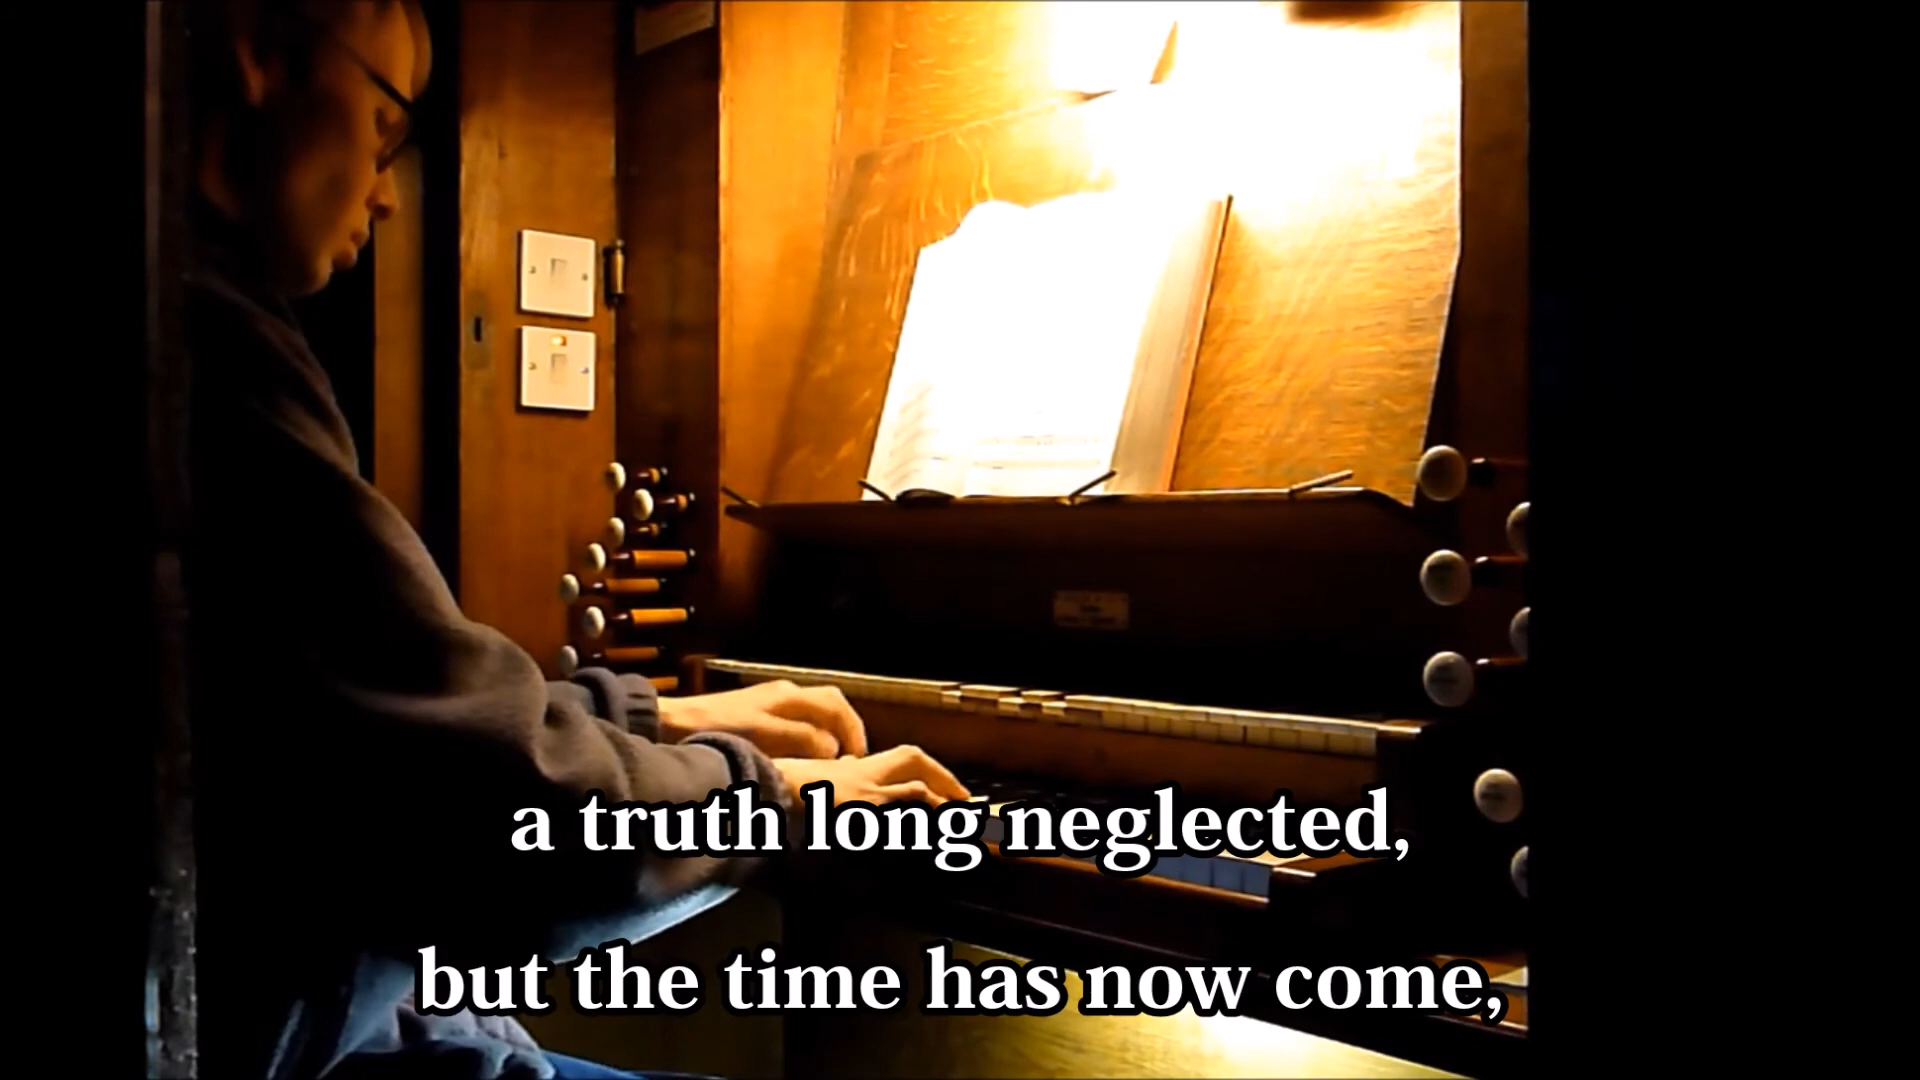 a truth long neglected,
but the time has now come,